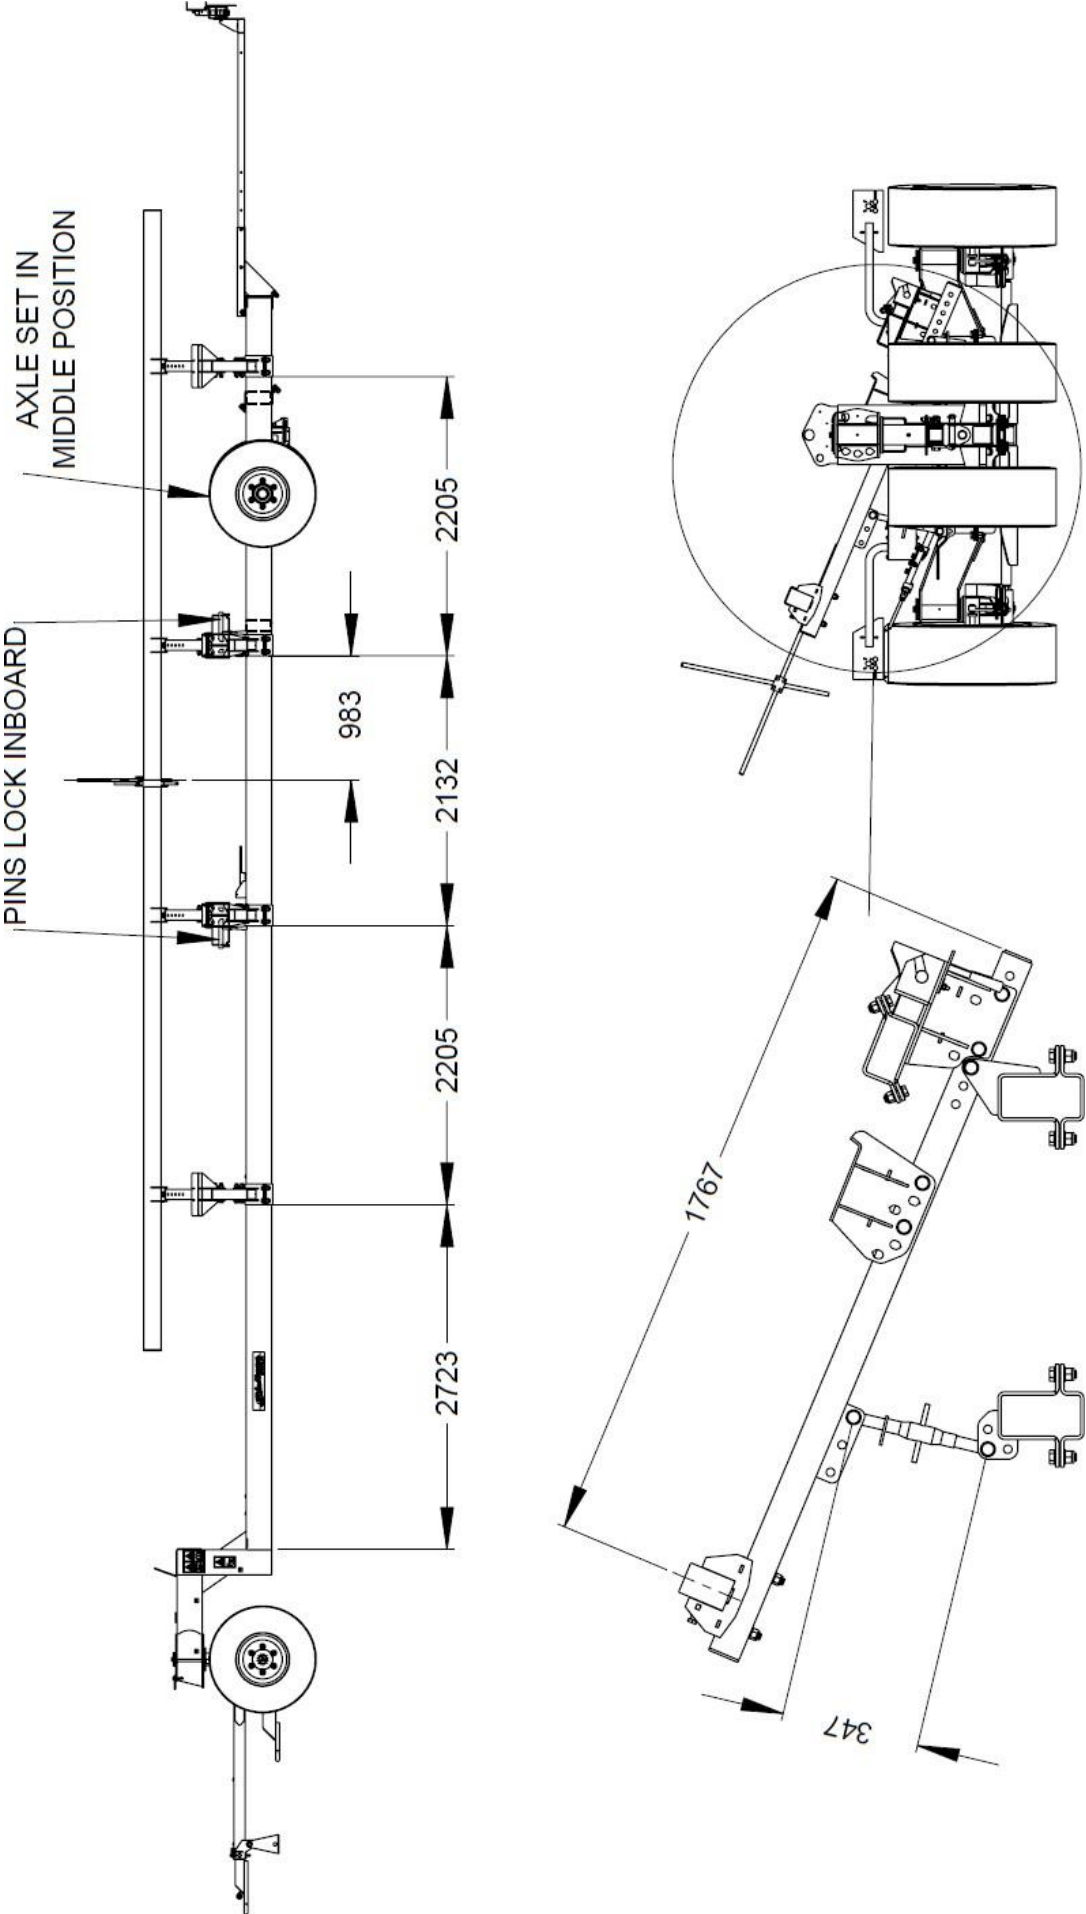 AXLE SET IN
MIDDLE POSITION
PINS LOCK INBOARD
2205
983
2132
2205
2723
1767
347